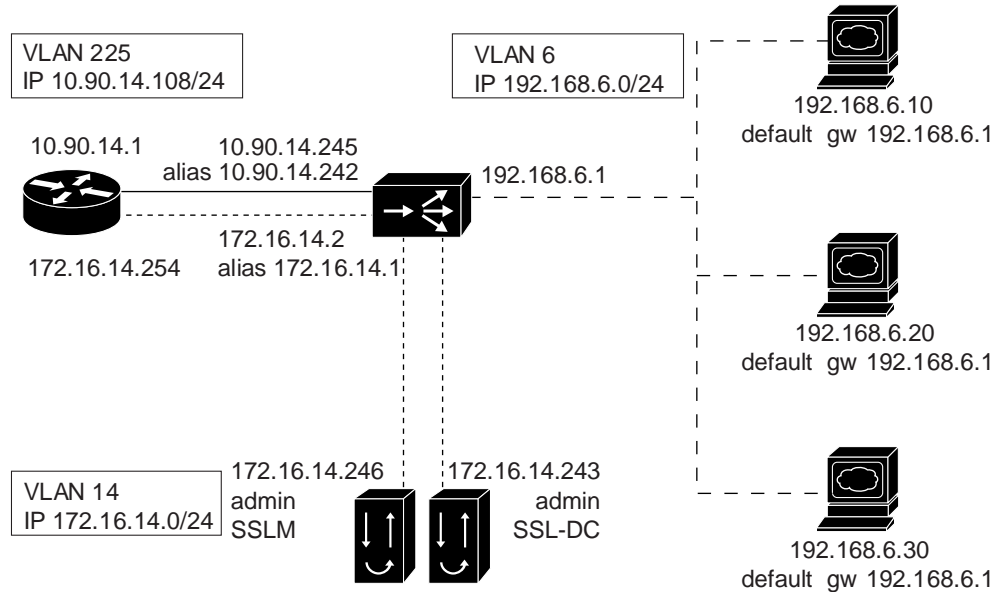 VLAN 225
IP 10.90.14.108/24
VLAN 6
IP 192.168.6.0/24
192.168.6.10
default gw 192.168.6.1
10.90.14.1
10.90.14.245
alias 10.90.14.242
192.168.6.1
172.16.14.254
172.16.14.2
alias 172.16.14.1
192.168.6.20
default gw 192.168.6.1
VLAN 14
IP 172.16.14.0/24
172.16.14.246
admin
SSLM
172.16.14.243
admin
SSL-DC
192.168.6.30
default gw 192.168.6.1